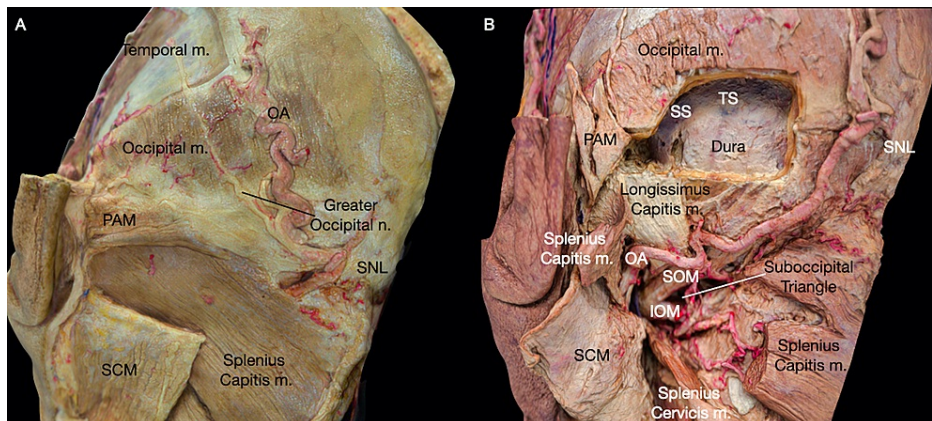 A
Temporal m.
OA
Occipital m.
PAM
Greater
Occipital n.
SNL
SCM
Splenius
Capitis m.
B
Occipital m.
TS
SS
PAM
Dura
SNL
Longissimus
Capitis m.
Splenius
Capitis m.
OA
SOM
Suboccipital
Triangle
IOM
SCM
Splenius
Capitis m.
Splenius
Cervicis m.